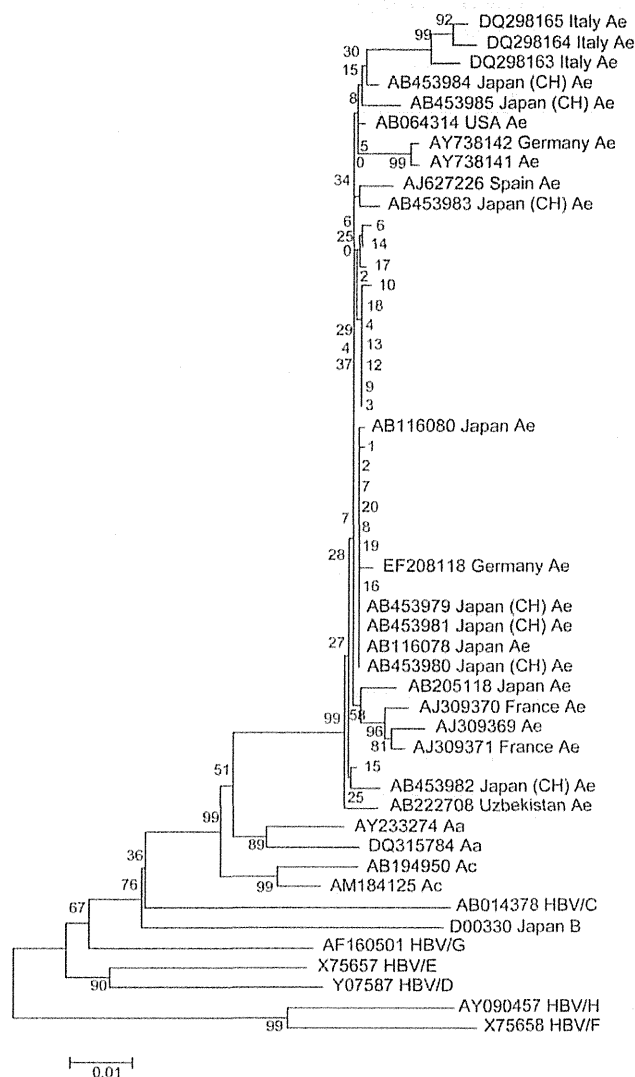 92
DQ298165 Italy Ae
99
DQ298164 Italy Ae
30
DQ298163 Italy Ae
15
AB453984 Japan (CH) Ae
8
AB453985 Japan (CH) Ae
AB064314 USA Ae
5
AY738142 Germany Ae
0
99
AY738141 Ae
34
AJ627226 Spain Ae
AB453983 Japan (CH) Ae
6
6
25
14
0
17
2
10
18
29
4
4
13
37
12
9
3
AB116080 Japan Ae
1
2
7
20
7
8
28
19
EF208118 Germany Ae
16
AB453979 Japan (CH) Ae
AB453981 Japan (CH) Ae
27
AB116078 Japan Ae
AB453980 Japan (CH) Ae
AB205118 Japan Ae
99
58
AJ309370 France Ae
96
AJ309369 Ae
81
AJ309371 France Ae
51
15
AB453982 Japan (CH) Ae
25
AB222708 Uzbekistan Ae
99
AY233274 Aa
89
DQ315784 Aa
36
AB194950 Ac
99
AM184125 Ac
76
AB014378 HBV/C
67
D00330 Japan B
AF160501 HBV/G
X75657 HBV/E
90
Y07587 HBV/D
AY090457 HBV/H
99
X75658 HBV/F
0.01